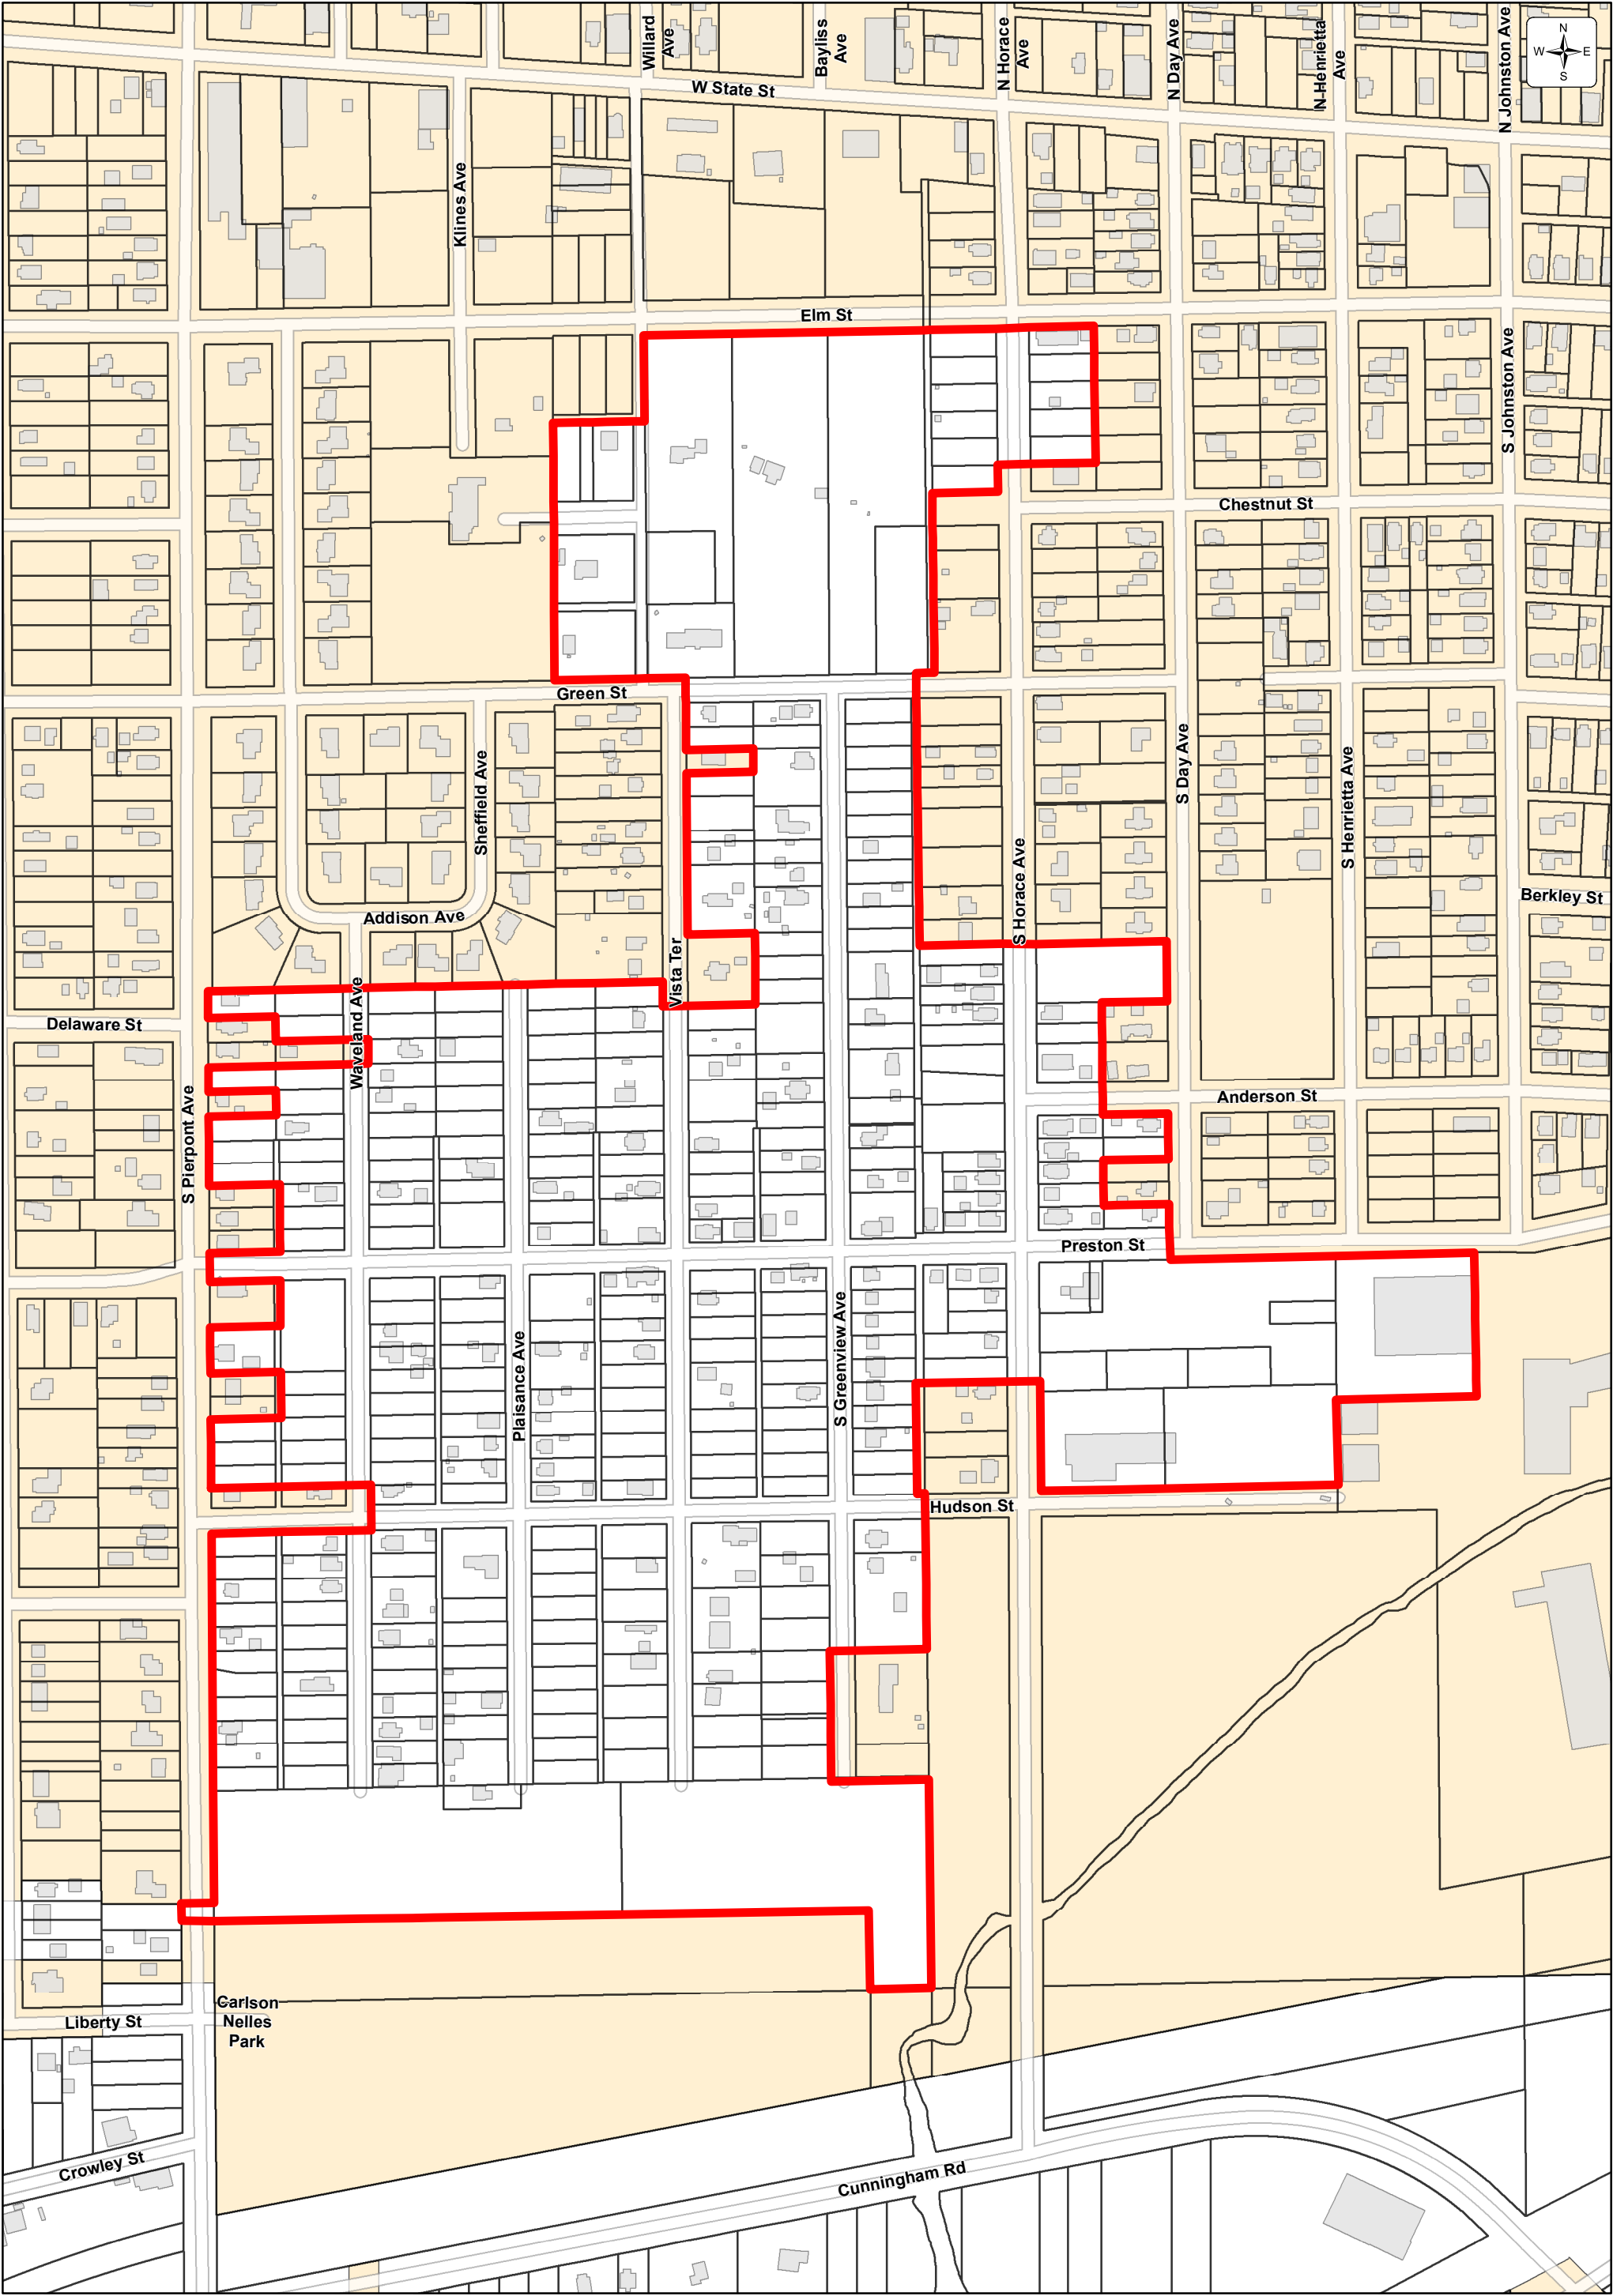 Willard
Ave
Bayliss
Ave
N Horace
Ave
N Day Ave
N Henrietta
Ave
N Johnston Ave
N
W E
S
W State St
Klines Ave
Elm St
S Johnston Ave
Chestnut St
Green St
Sheffield Ave
S Day Ave
S Henrietta Ave
S Horace Ave
Berkley St
Addison Ave
Vista Ter
Waveland Ave
Delaware St
S Pierpont Ave
Anderson St
Preston St
Plaisance Ave
S Greenview Ave
Hudson St
Carlson
Nelles
Park
Liberty St
Crowley St
Cunningham Rd